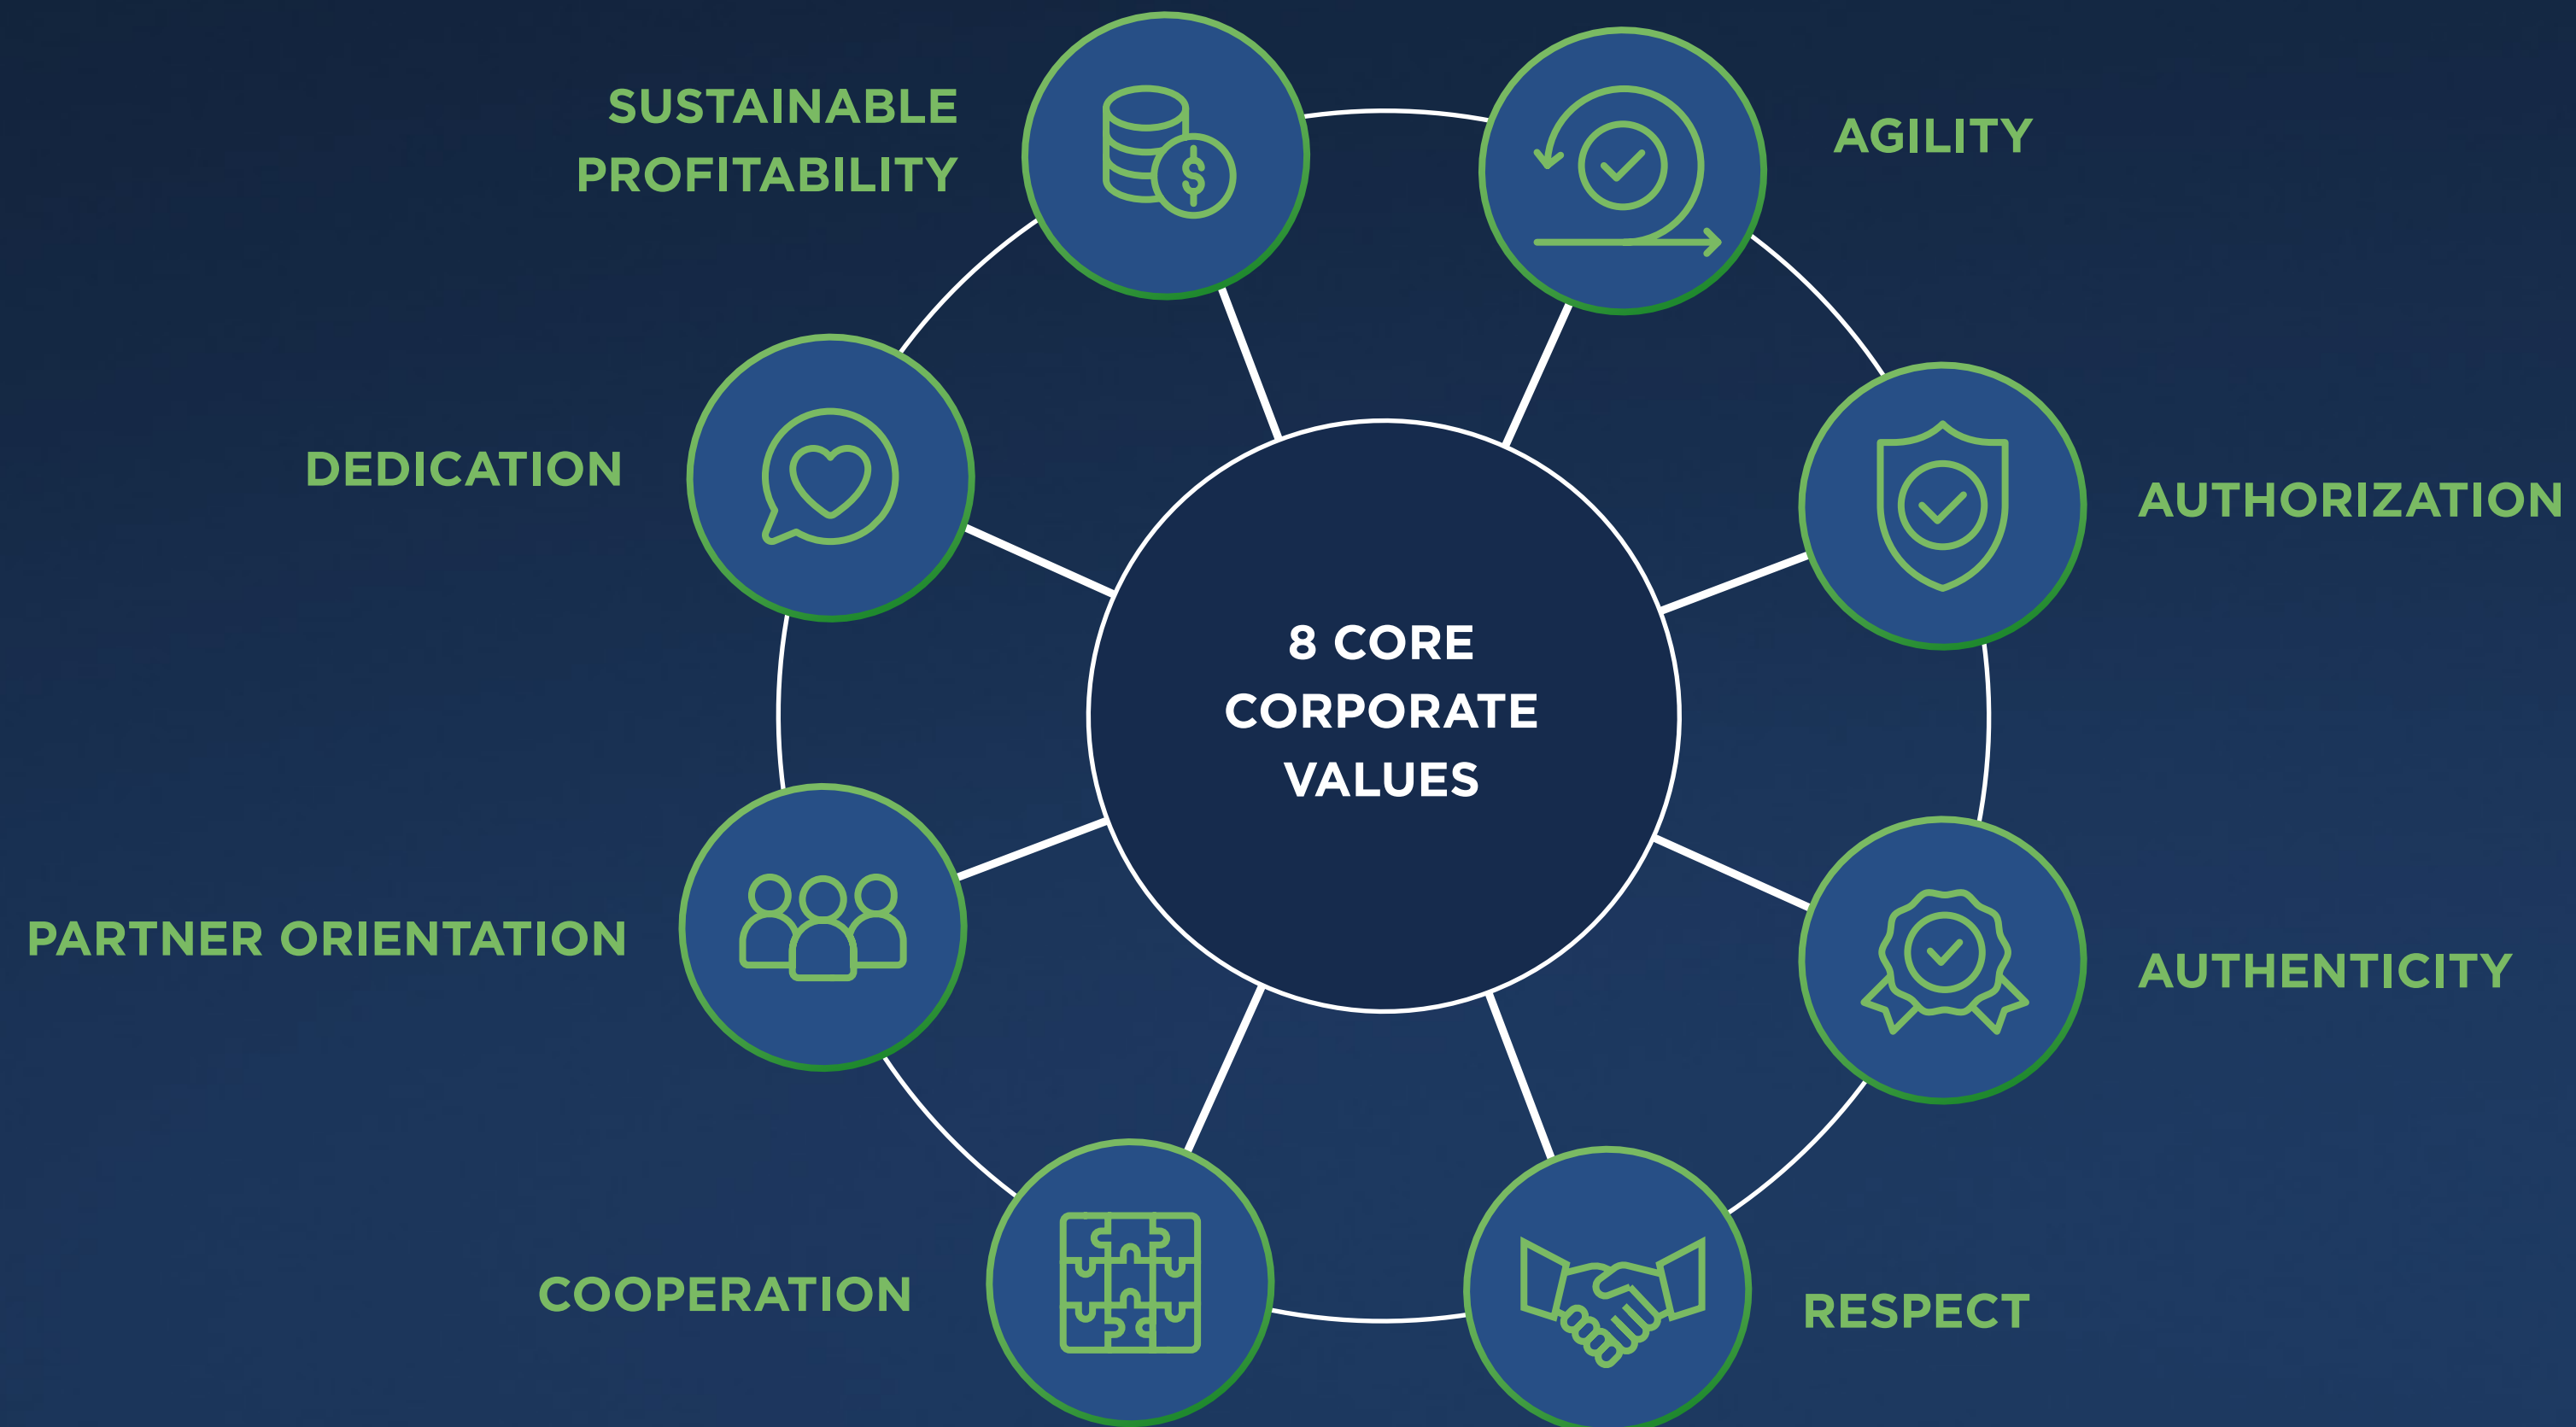 SUSTAINABLE
PROFITABILITY
$
AGILITY
DEDICATION
AUTHORIZATION
8 CORE
CORPORATE
VALUES
PARTNER ORIENTATION
AUTHENTICITY
COOPERATION
RESPECT